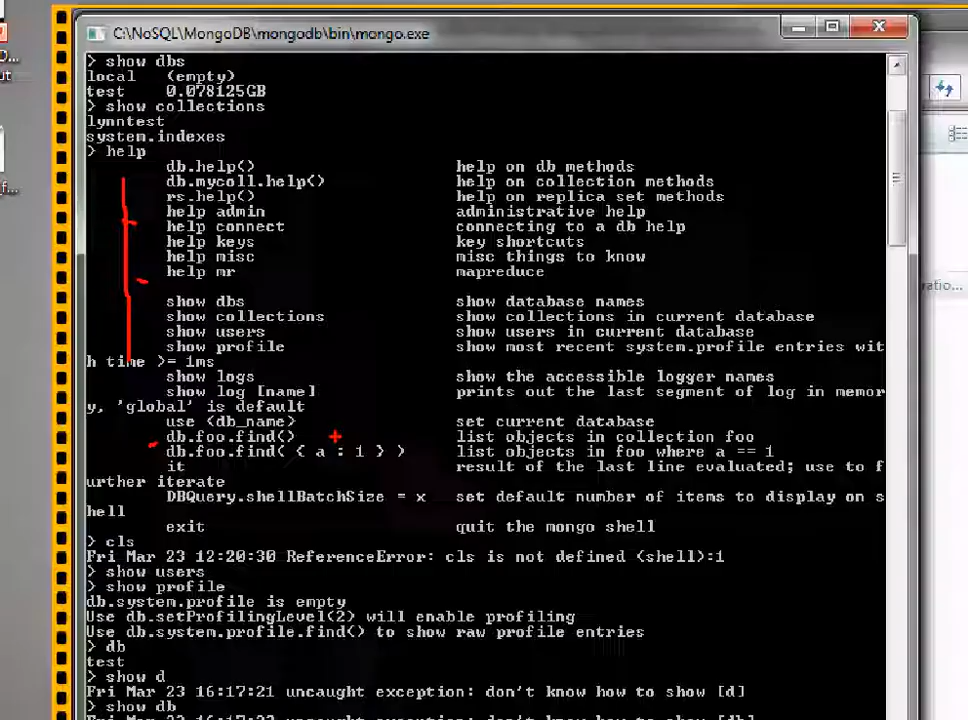 C:\NoSQL\MongoDB\mongodb\bin\mongo.exe
> show dbs
local (empty)
test 0.078125GB
> show collections
lynntest
system.indexes
> help
db.help() help on db methods
db.mycoll.help() help on collection methods
rs.help() help on replica set methods
help admin administrative help
help connect connecting to a db help
help keys key shortcuts
help misc misc things to know
help mr mapreduce
show dbs show database names
show collections show collections in current database
show users show users in current database
show profile show most recent system.profile entries wit
h time >= 1ms
show logs show the accessible logger names
show log [name] prints out the last segment of log in memor
y, 'global' is default
use <db_name> set current database
db.foo.find() list objects in collection foo
db.foo.find( { a : 1 } ) list objects in foo where a == 1
it result of the last line evaluated; use to f
urther iterate
DBQuery.shellBatchSize = x set default number of items to display on s
hell
exit quit the mongo shell
> cls
Fri Mar 23 12:20:30 ReferenceError: cls is not defined (shell):1
> show users
> show profile
db.system.profile is empty
Use db.setProfilingLevel(2) will enable profiling
Use db.system.profile.find() to show raw profile entries
> db
test
> show d
Fri Mar 23 16:17:21 uncaught exception: don't know how to show [d]
> show db